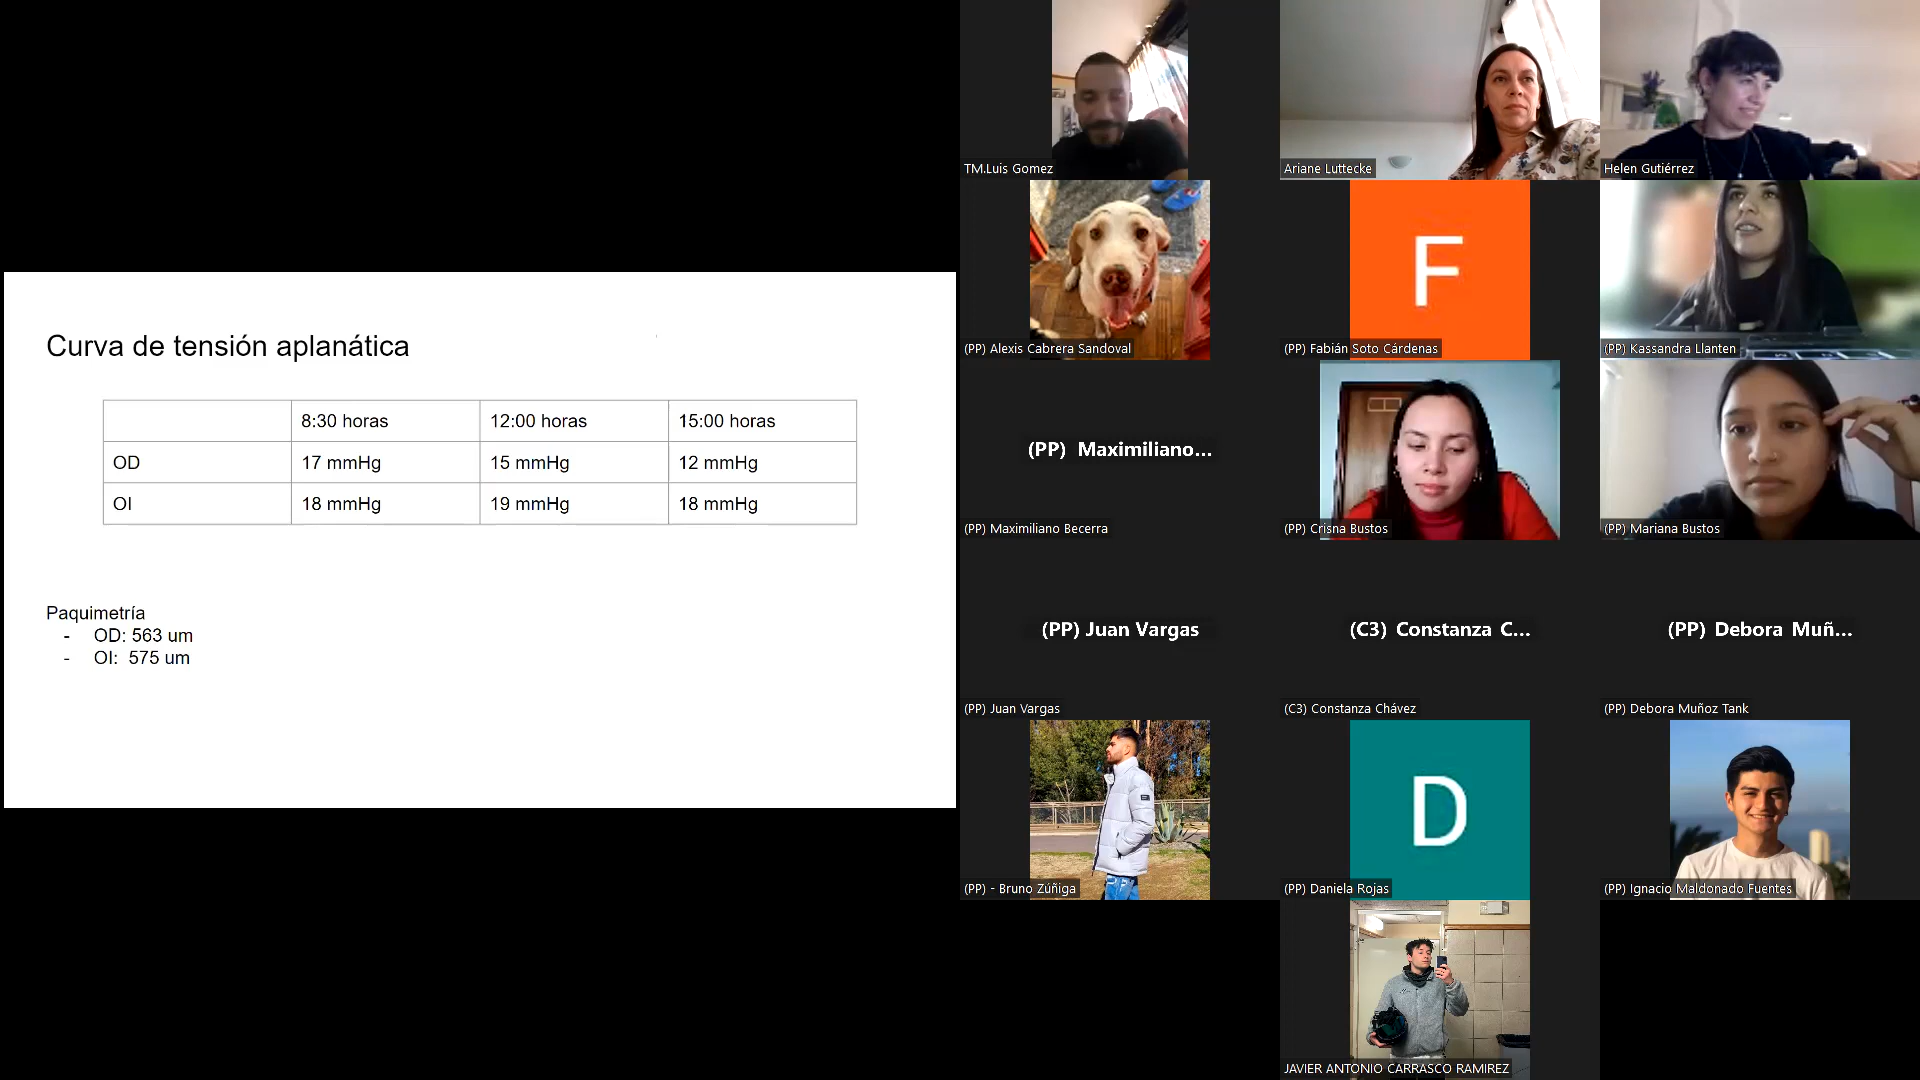 Curva de tensión aplanática
8:30 horas 12:00 horas 15:00 horas
OD 17 mmHg 15 mmHg 12 mmHg
OI 18 mmHg 19 mmHg 18 mmHg
Paquimetría
- OD: 563 um
- OI: 575 um
TM.Luis Gomez
Ariane Luttecke
Helen Gutiérrez
(PP) Alexis Cabrera Sandoval
F
(PP) Fabián Soto Cárdenas
(PP) Kassandra Llanten
(PP) Maximiliano...
(PP) Maximiliano Becerra
(PP) Crisna Bustos
(PP) Mariana Bustos
(PP) Juan Vargas
(PP) Juan Vargas
(C3) Constanza C...
(C3) Constanza Chávez
(PP) Debora Muñ...
(PP) Debora Muñoz Tank
(PP) - Bruno Zúñiga
D
(PP) Daniela Rojas
(PP) Ignacio Maldonado Fuentes
JAVIER ANTONIO CARRASCO RAMIREZ